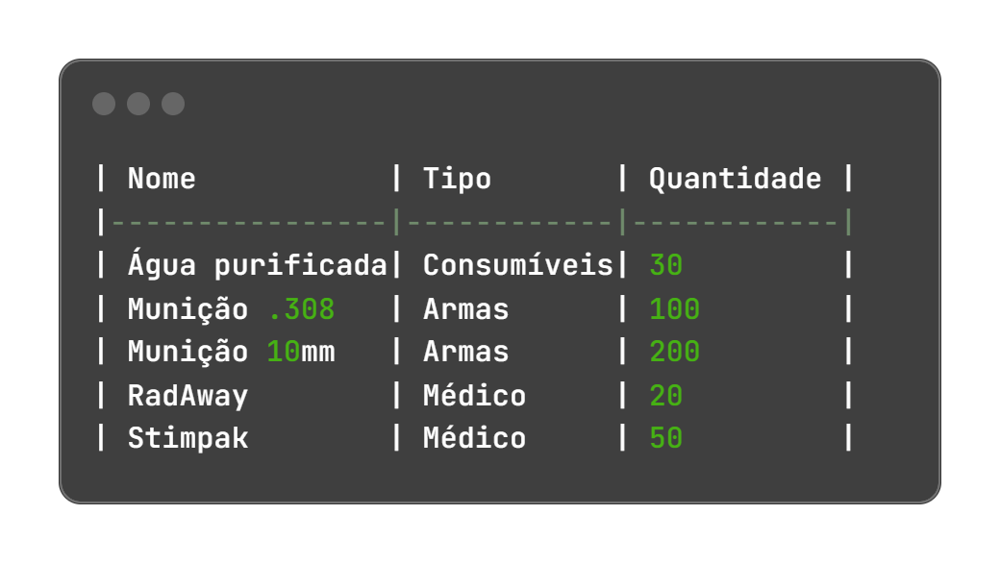 | Nome            | Tipo       | Quantidade |
|----------------|------------|------------|
| Água purificada| Consumíveis| 30         |
| Munição .308   | Armas      | 100        |
| Munição 10mm   | Armas      | 200        |
| RadAway        | Médico     | 20         |
| Stimpak        | Médico     | 50         |